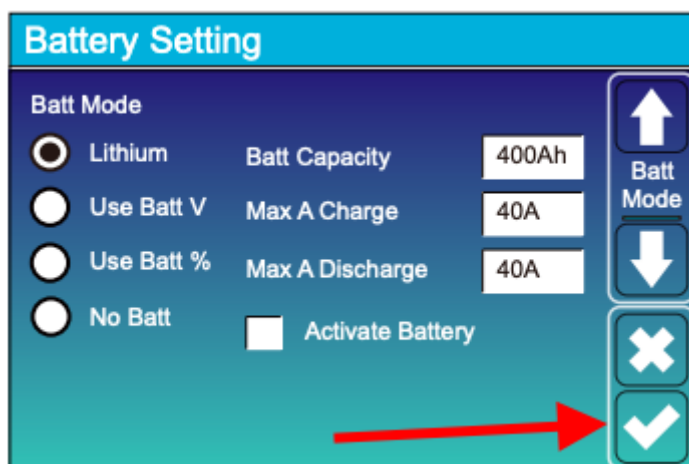 Battery Setting
Batt Mode
Lithium
Batt Capacity 400Ah
Use Batt V
Max A Charge 40A
Use Batt %
Max A Discharge 40A
No Batt
Activate Battery
Batt
Mode